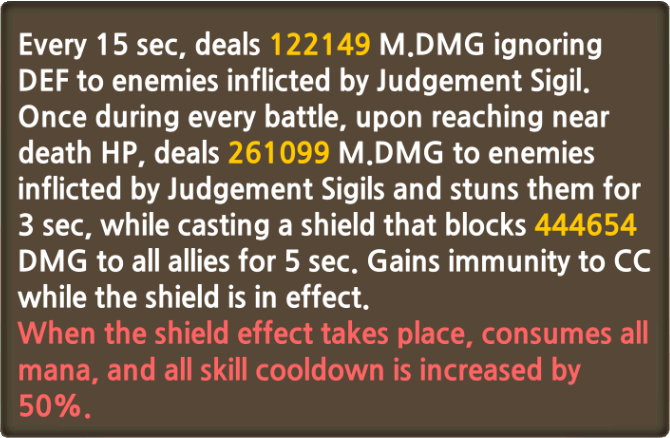 Every 15 sec, deals 122149 M.DMG ignoring
DEF to enemies inflicted by Judgement Sigil.
Once during every battle, upon reaching near
death HP, deals 261099 M.DMG to enemies
inflicted by Judgement Sigils and stuns them for
3 sec, while casting a shield that blocks 444654
DMG to all allies for 5 sec. Gains immunity to CC
while the shield is in effect.
When the shield effect takes place, consumes all
mana, and all skill cooldown is increased by
50%.